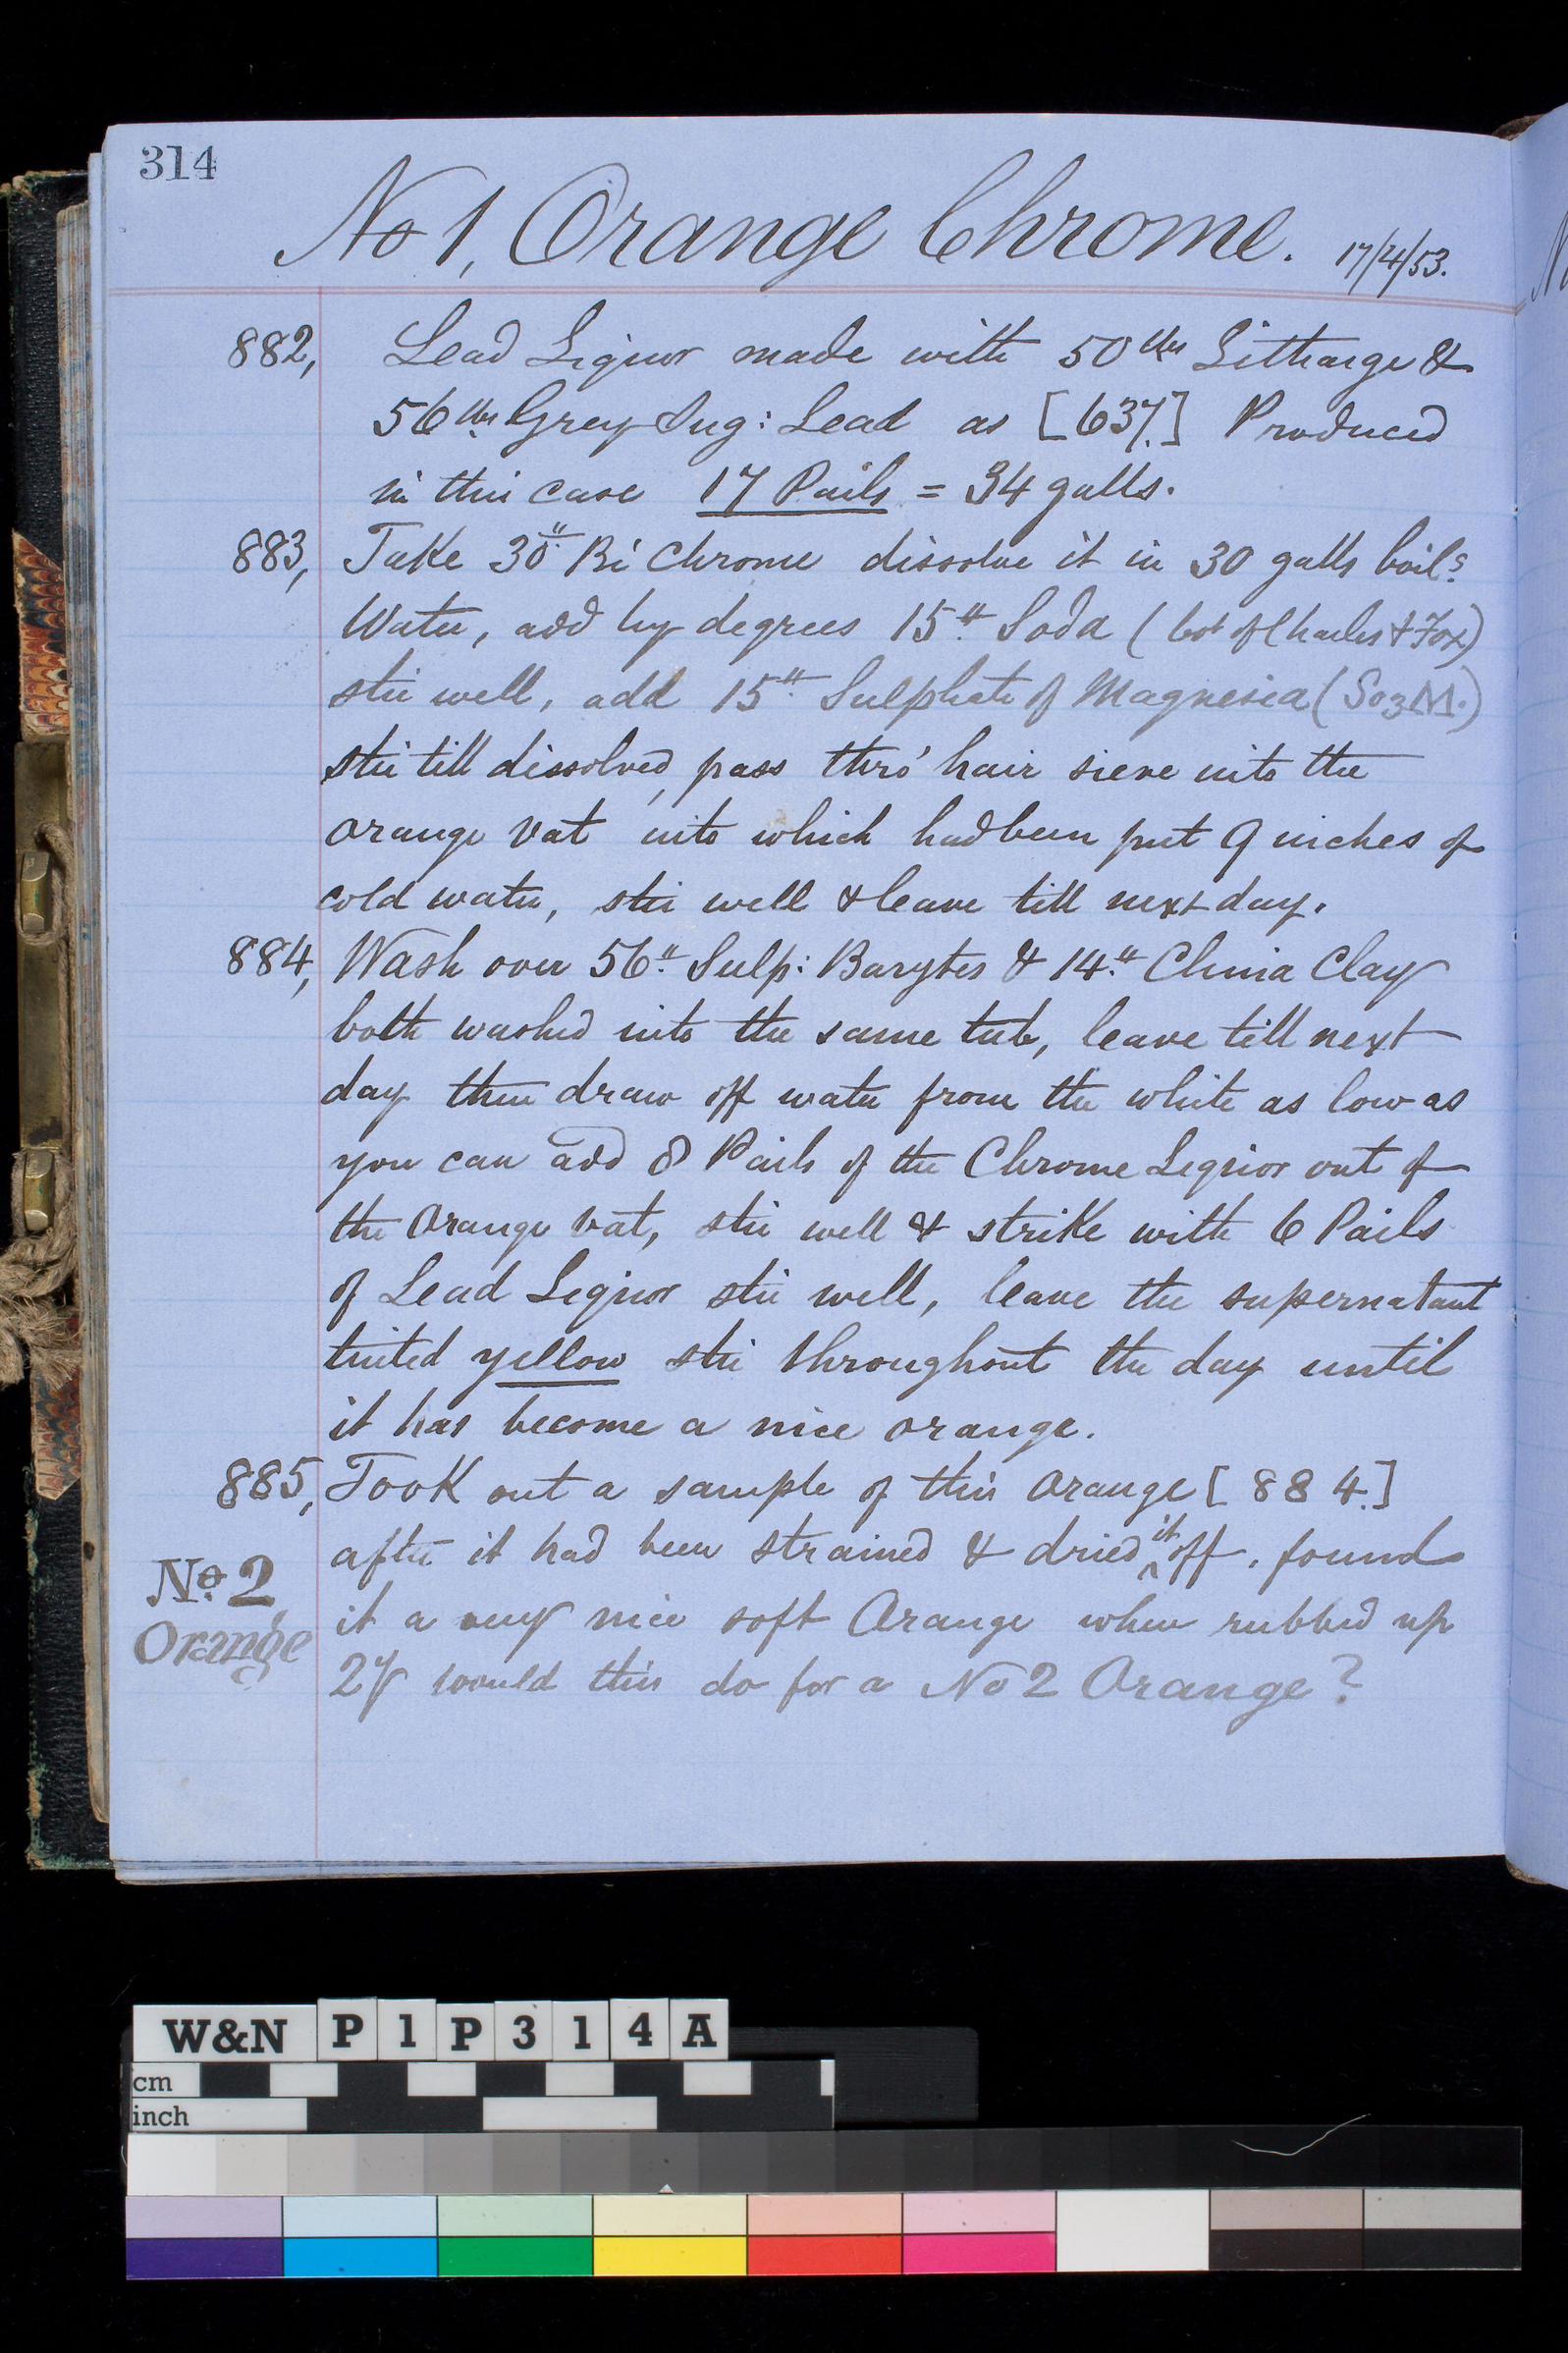 314
No 1, Orange Chrome. 17/4/53.
882, Lead Liquor made with 50 lbs Litharge &
56 lbs Grey Sug: Lead as [637.] Produced
in this case 17 Pails = 34 galls.
883, Take 30 lb Bi Chrome dissolve it in 30 galls boilg
Water, add by degrees 15 lb Soda (bot of Charles & Fox)
stir well, add 15 lb Sulphate of Magnesia (So3M.)
stir till dissolved, pass thro' hair sieve into the
orange vat into which had been put 9 inches of
cold water, stir well & leave till next day.
884, Wash over 56 lb Sulp: Barytes & 14 lb China Clay
both washed into the same tub, leave till next
day then draw off water from the white as low as
you can add 8 Pails of the Chrome Liquor out of
the Orange vat, stir well & strike with 6 Pails
of Lead Liquor stir well, leave the supernatant
tinted yellow stir throughout the day until
it has become a nice orange.
885, Took out a sample of this Orange [884.]
after it had been strained & dried it off, found
it a very nice soft Orange when rubbed up
would this do for a No 2 Orange?
No. 2
Orange
W&N P1P314A
cm
inch